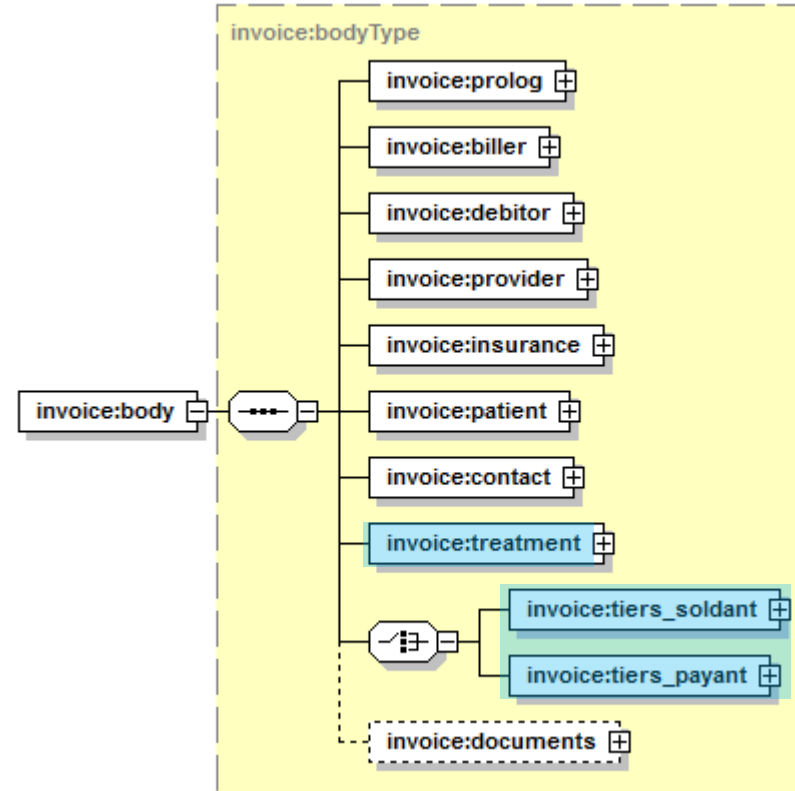 invoice:bodyType
invoice:prolog
invoice:biller
invoice:debitor
invoice:provider
invoice:insurance
invoice:body
invoice:patient
invoice:contact
invoice:treatment
invoice:tiers_soldant
invoice:tiers_payant
invoice:documents